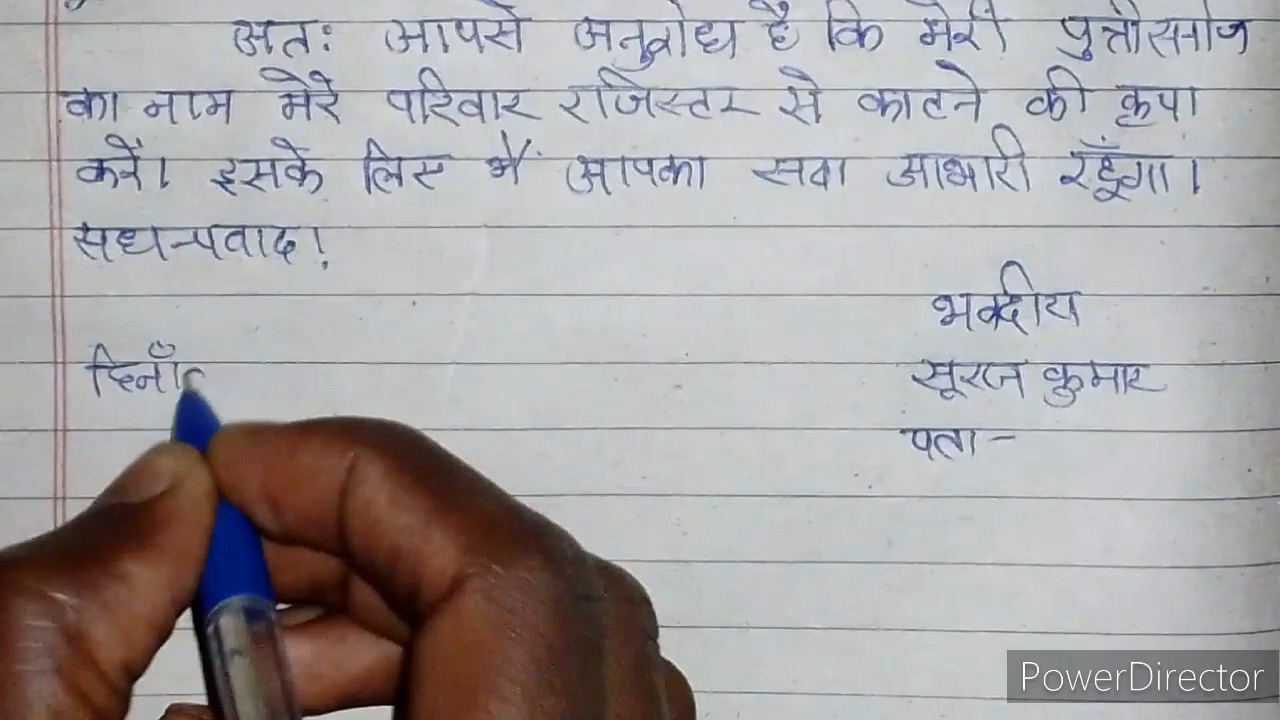 अतः आपसे अनुरोध है कि मेरी पुत्री सरोज
का नाम मेरे परिवार रजिस्टर से काटने की कृपा
करें। इसके लिए मैं आपका सदा आभारी रहूँगा।
सधन्यवाद!
भवदीय
सूरज कुमार
पता -
दिनाँ
PowerDirector